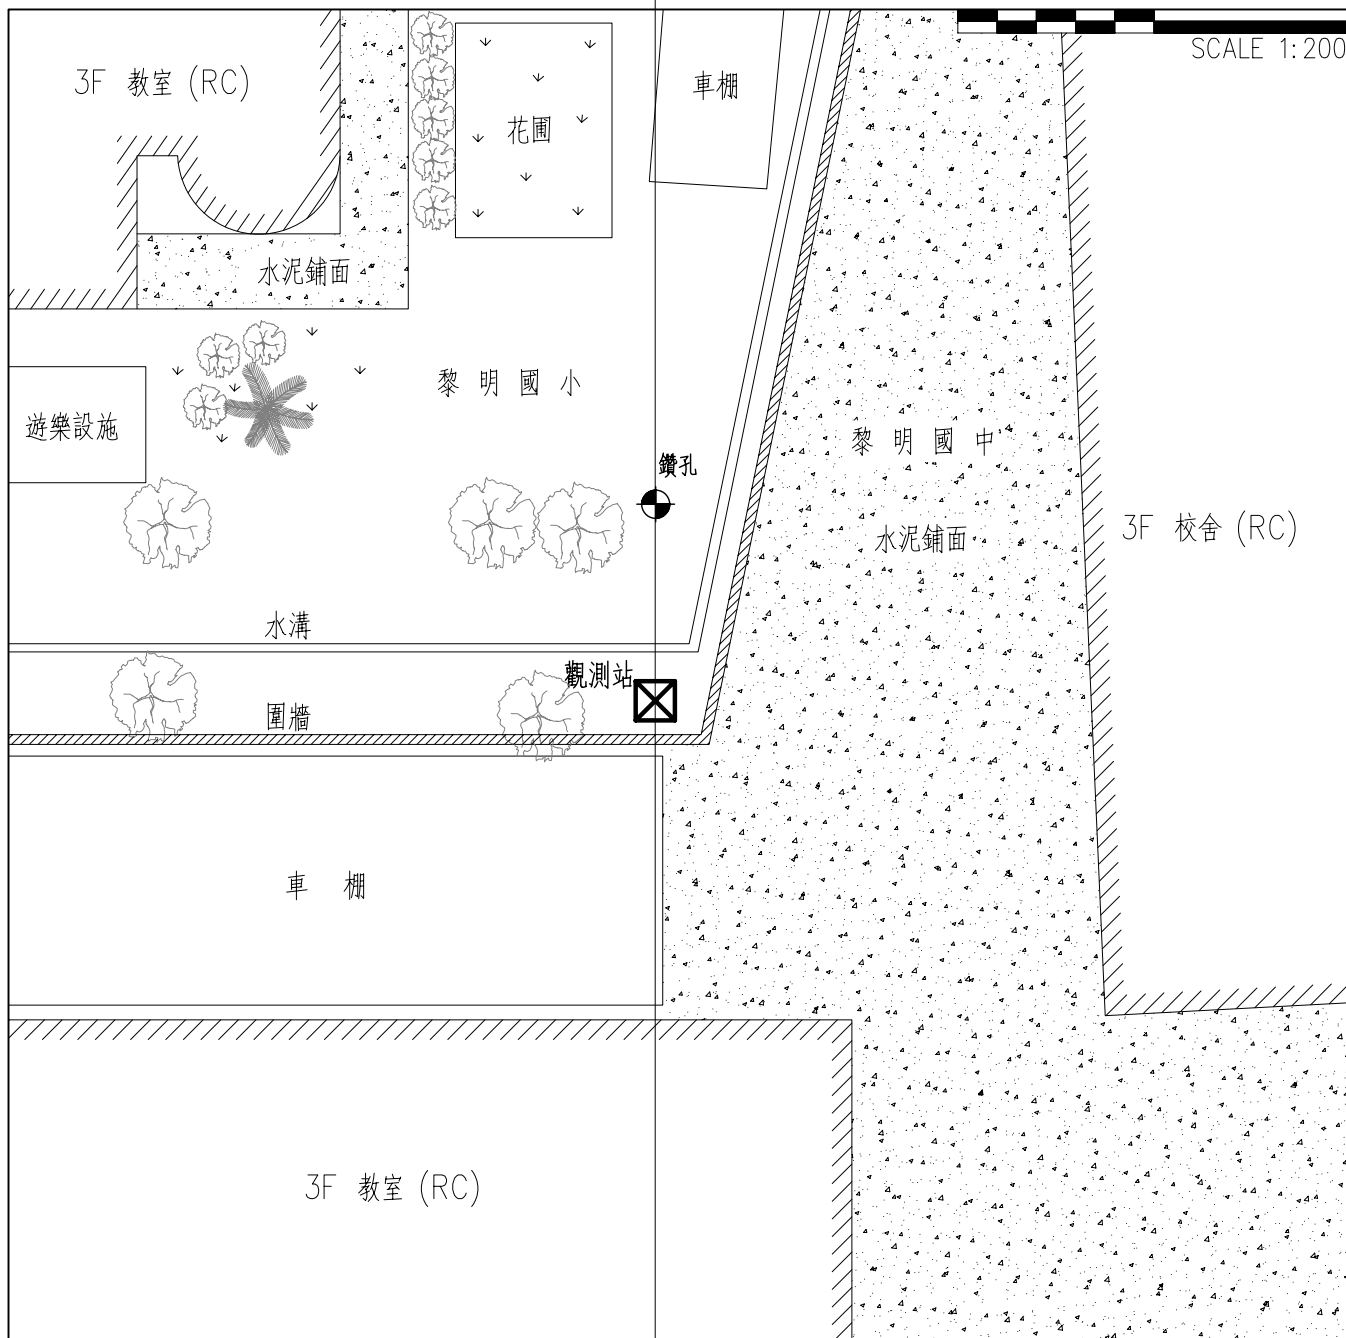 SCALE 1:200
3F 教室 (RC)
車棚
花圃
水泥鋪面
黎明國小
遊樂設施
黎明國中
鑽孔
3F 校舍 (RC)
水泥鋪面
水溝
觀測站
圍牆
車棚
3F 教室 (RC)